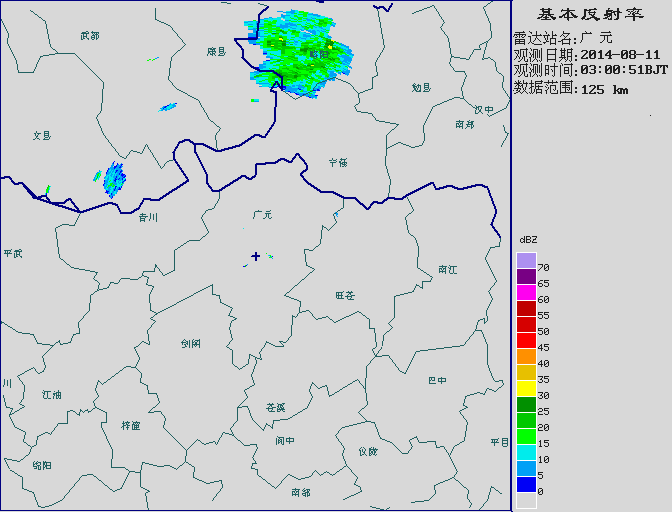 基本反射率
雷达站名:广 元
观测日期:2014-08-11
观测时间:03:00:51BJT
数据范围:125 km
武都
康县
略阳
勉县
汉中
南郑
文县
宁强
青川
广元
平武
南江
旺苍
剑阁
川
江油
巴中
苍溪
梓潼
阆中
仪陇
平昌
绵阳
南部
dBZ
70
65
60
55
50
45
40
35
30
25
20
15
10
5
0